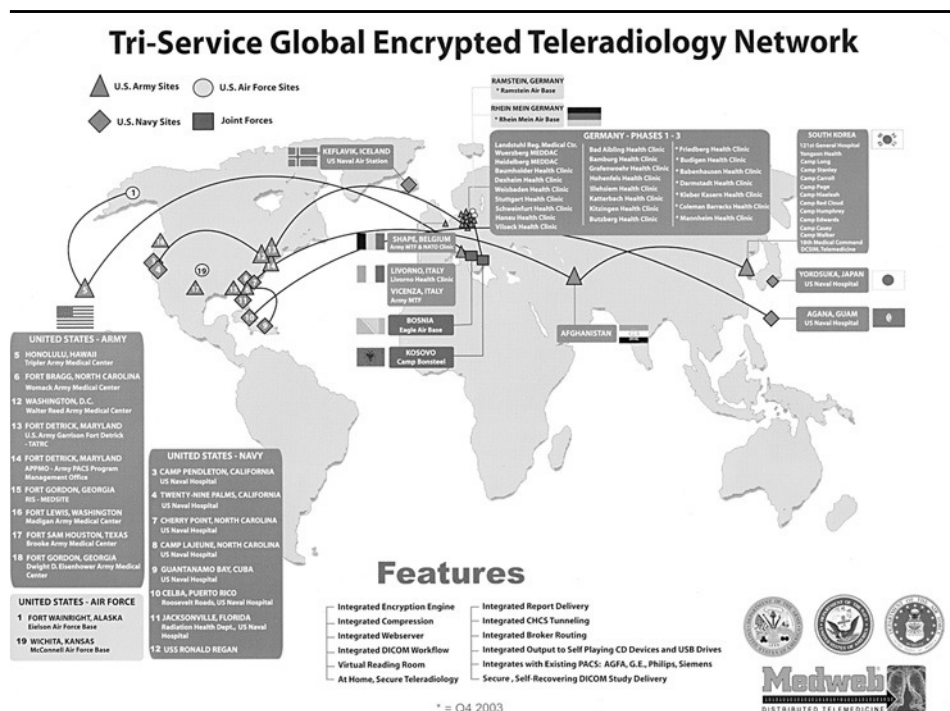 Tri-Service Global Encrypted Teleradiology Network
U.S. Army Sites
U.S. Air Force Sites
U.S. Navy Sites
Joint Forces
RAMSTEIN, GERMANY
* Ramstein Air Base
RHEIN MEIN GERMANY
* Rhein Mein Air Base
KEFLAVIK, ICELAND
US Naval Air Station
GERMANY - PHASES 1 - 3
Landstuhl Reg. Medical Ctr.
Wuersberg MEDDAC
Heidelberg MEDDAC
Baumholder Health Clinic
Dexheim Health Clinic
Weisbaden Health Clinic
Stuttgart Health Clinic
Schweinfurt Health Clinic
Hanau Health Clinic
Vilseck Health Clinic
Bad Aibling Health Clinic
Bamburg Health Clinic
Grafenwoehr Health Clinic
Hohenfels Health Clinic
Illehsiem Health Clinic
Katterbach Health Clinic
Kitzingen Health Clinic
Butzberg Health Clinic
* Friedberg Health Clinic
* Budigen Health Clinic
* Babenhausen Health Clinic
* Darmstadt Health Clinic
* Kleber Kasern Health Clinic
* Coleman Barracks Health Clinic
* Mannheim Health Clinic
SOUTH KOREA
121st General Hospital
Yongson Health
Camp Long
Camp Stanley
Camp Carroll
Camp Page
Camp Hialeah
Camp Red Cloud
Camp Humphrey
Camp Edwards
Camp Casey
Camp Walker
18th Medical Command
DCSIM, Telemedicine
SHAPE, BELGIUM
Army MTF & NATO Clinic
LIVORNO, ITALY
Livorno Health Clinic
VICENZA, ITALY
Army MTF
BOSNIA
Eagle Air Base
KOSOVO
Camp Bonsteel
AFGHANISTAN
YOKOSUKA, JAPAN
US Naval Hospital
AGANA, GUAM
US Naval Hospital
1
19
4
9
UNITED STATES - ARMY
5 HONOLULU, HAWAII
Tripler Army Medical Center
6 FORT BRAGG, NORTH CAROLINA
Womack Army Medical Center
12 WASHINGTON, D.C.
Walter Reed Army Medical Center
13 FORT DETRICK, MARYLAND
U.S. Army Garrison Fort Detrick
- TATRC
14 FORT DETRICK, MARYLAND
APPMO - Army PACS Program
Management Office
15 FORT GORDON, GEORGIA
RIS - MEDSITE
16 FORT LEWIS, WASHINGTON
Madigan Army Medical Center
17 FORT SAM HOUSTON, TEXAS
Brooke Army Medical Center
18 FORT GORDON, GEORGIA
Dwight D. Eisenhower Army Medical
Center
UNITED STATES - AIR FORCE
1 FORT WAINRIGHT, ALASKA
Eielson Air Force Base
19 WICHITA, KANSAS
McConnell Air Force Base
UNITED STATES - NAVY
3 CAMP PENDLETON, CALIFORNIA
US Naval Hospital
4 TWENTY-NINE PALMS, CALIFORNIA
US Naval Hospital
7 CHERRY POINT, NORTH CAROLINA
US Naval Hospital
8 CAMP LAJEUNE, NORTH CAROLINA
US Naval Hospital
9 GUANTANAMO BAY, CUBA
US Naval Hospital
10 CELBA, PUERTO RICO
Roosevelt Roads, US Naval Hospital
11 JACKSONVILLE, FLORIDA
Radiation Health Dept., US Naval
Hospital
12 USS RONALD REGAN
Features
Integrated Encryption Engine
Integrated Compression
Integrated Webserver
Integrated DICOM Workflow
Virtual Reading Room
At Home, Secure Teleradiology
Integrated Report Delivery
Integrated CHCS Tunneling
Integrated Broker Routing
Integrated Output to Self Playing CD Devices and USB Drives
Integrates with Existing PACS: AGFA, G.E., Philips, Siemens
Secure, Self-Recovering DICOM Study Delivery
* = Q4 2003
Medweb
DISTRIBUTED TELEMEDICINE